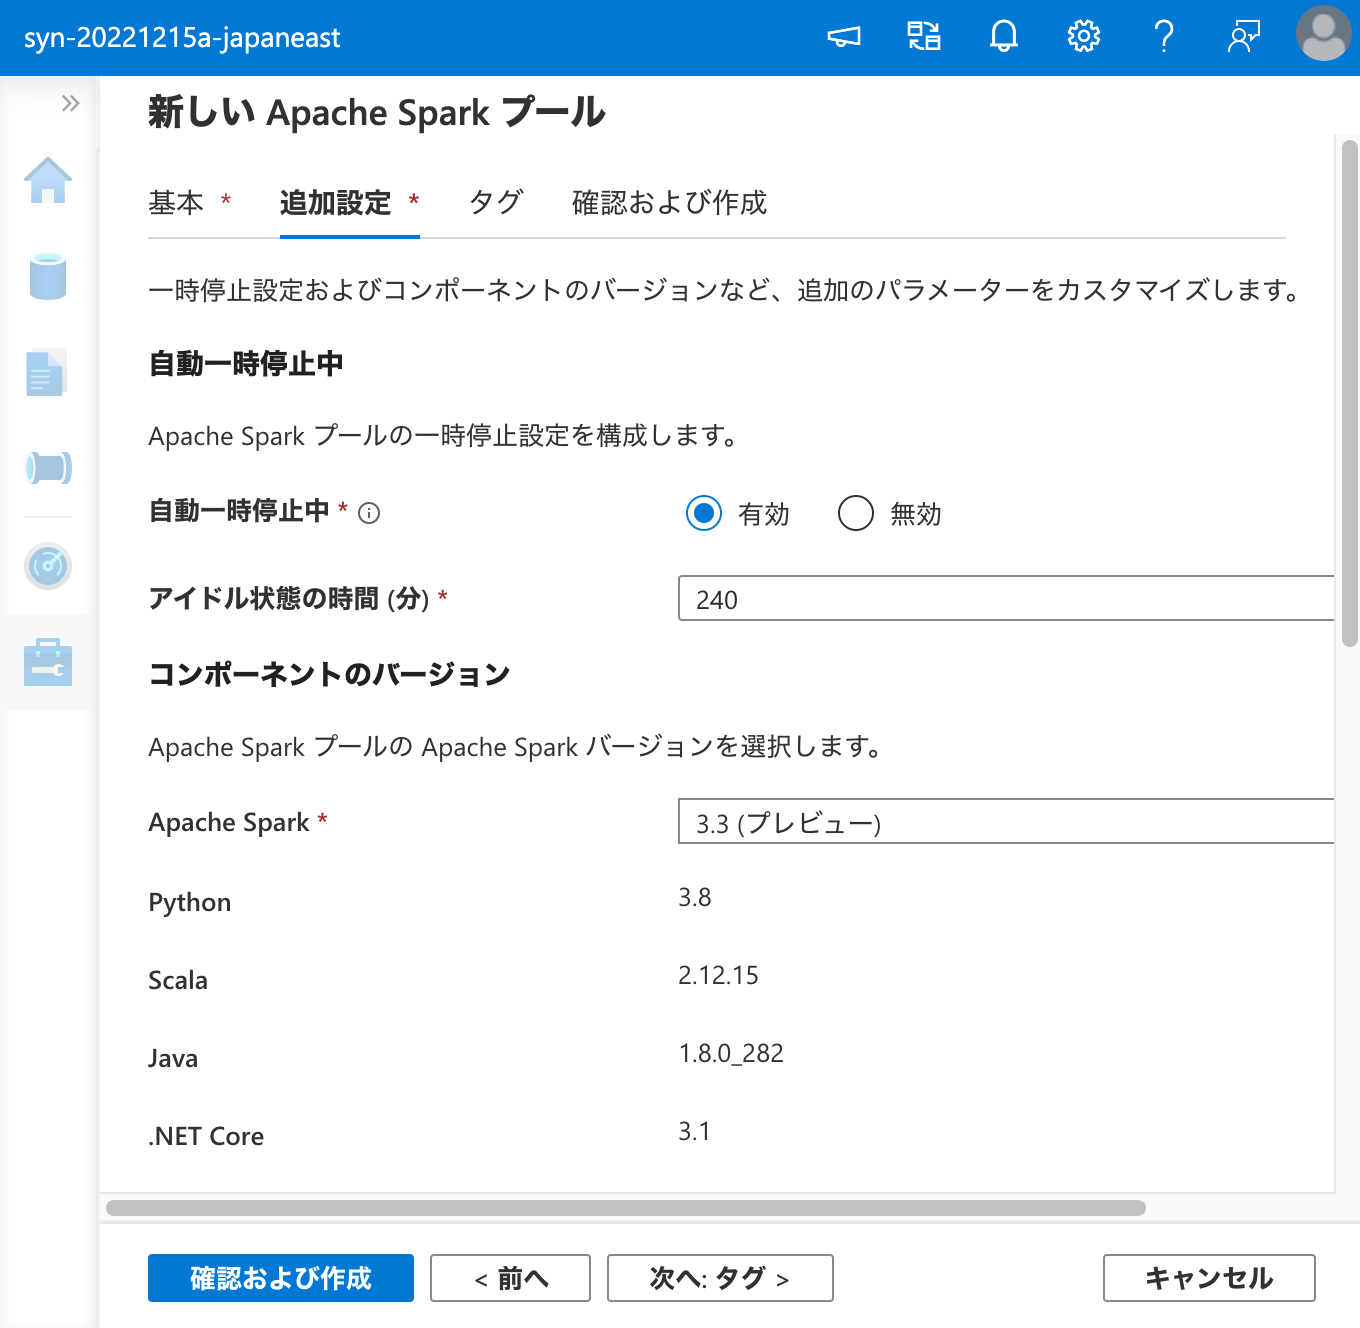 syn-20221215a-japaneast
新しい Apache Spark プール
基本 * 追加設定 * タグ 確認および作成
一時停止設定およびコンポーネントのバージョンなど、追加のパラメーターをカスタマイズします。
自動一時停止中
Apache Spark プールの一時停止設定を構成します。
自動一時停止中 * 有効 無効
アイドル状態の時間 (分) * 240
コンポーネントのバージョン
Apache Spark プールの Apache Spark バージョンを選択します。
Apache Spark * 3.3 (プレビュー)
Python 3.8
Scala 2.12.15
Java 1.8.0_282
.NET Core 3.1
確認および作成 < 前へ 次へ: タグ > キャンセル